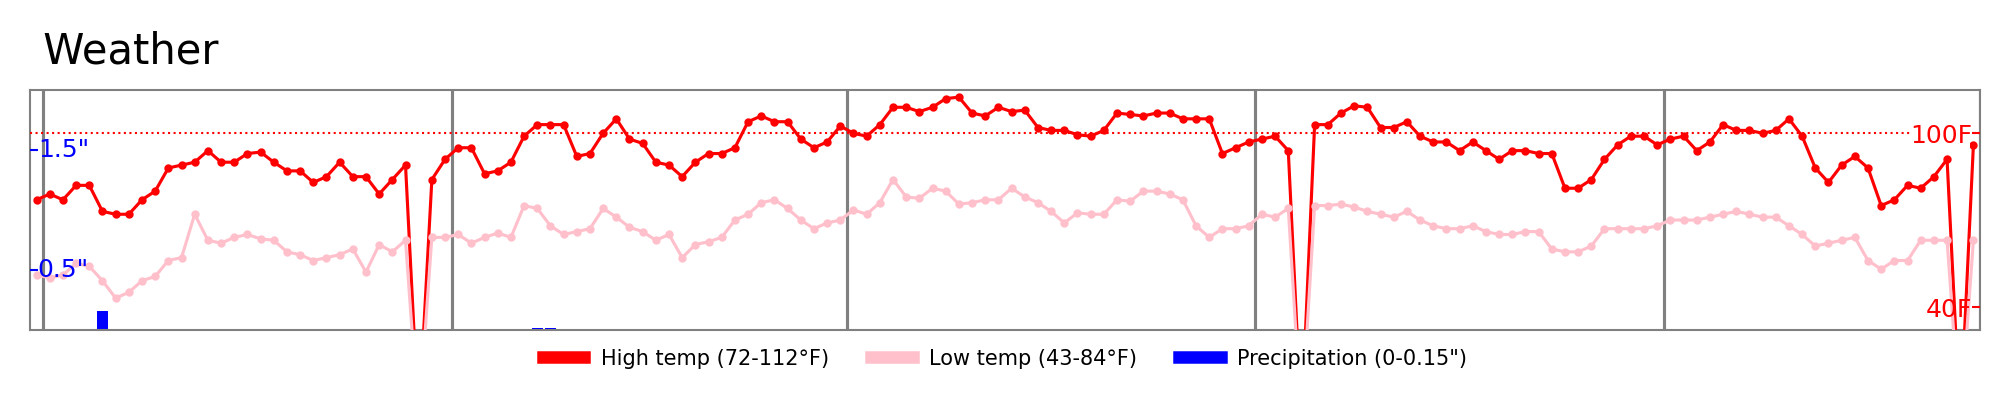 Weather
1.5"
100F
0.5"
40F
High temp (72-112°F) Low temp (43-84°F) Precipitation (0-0.15")